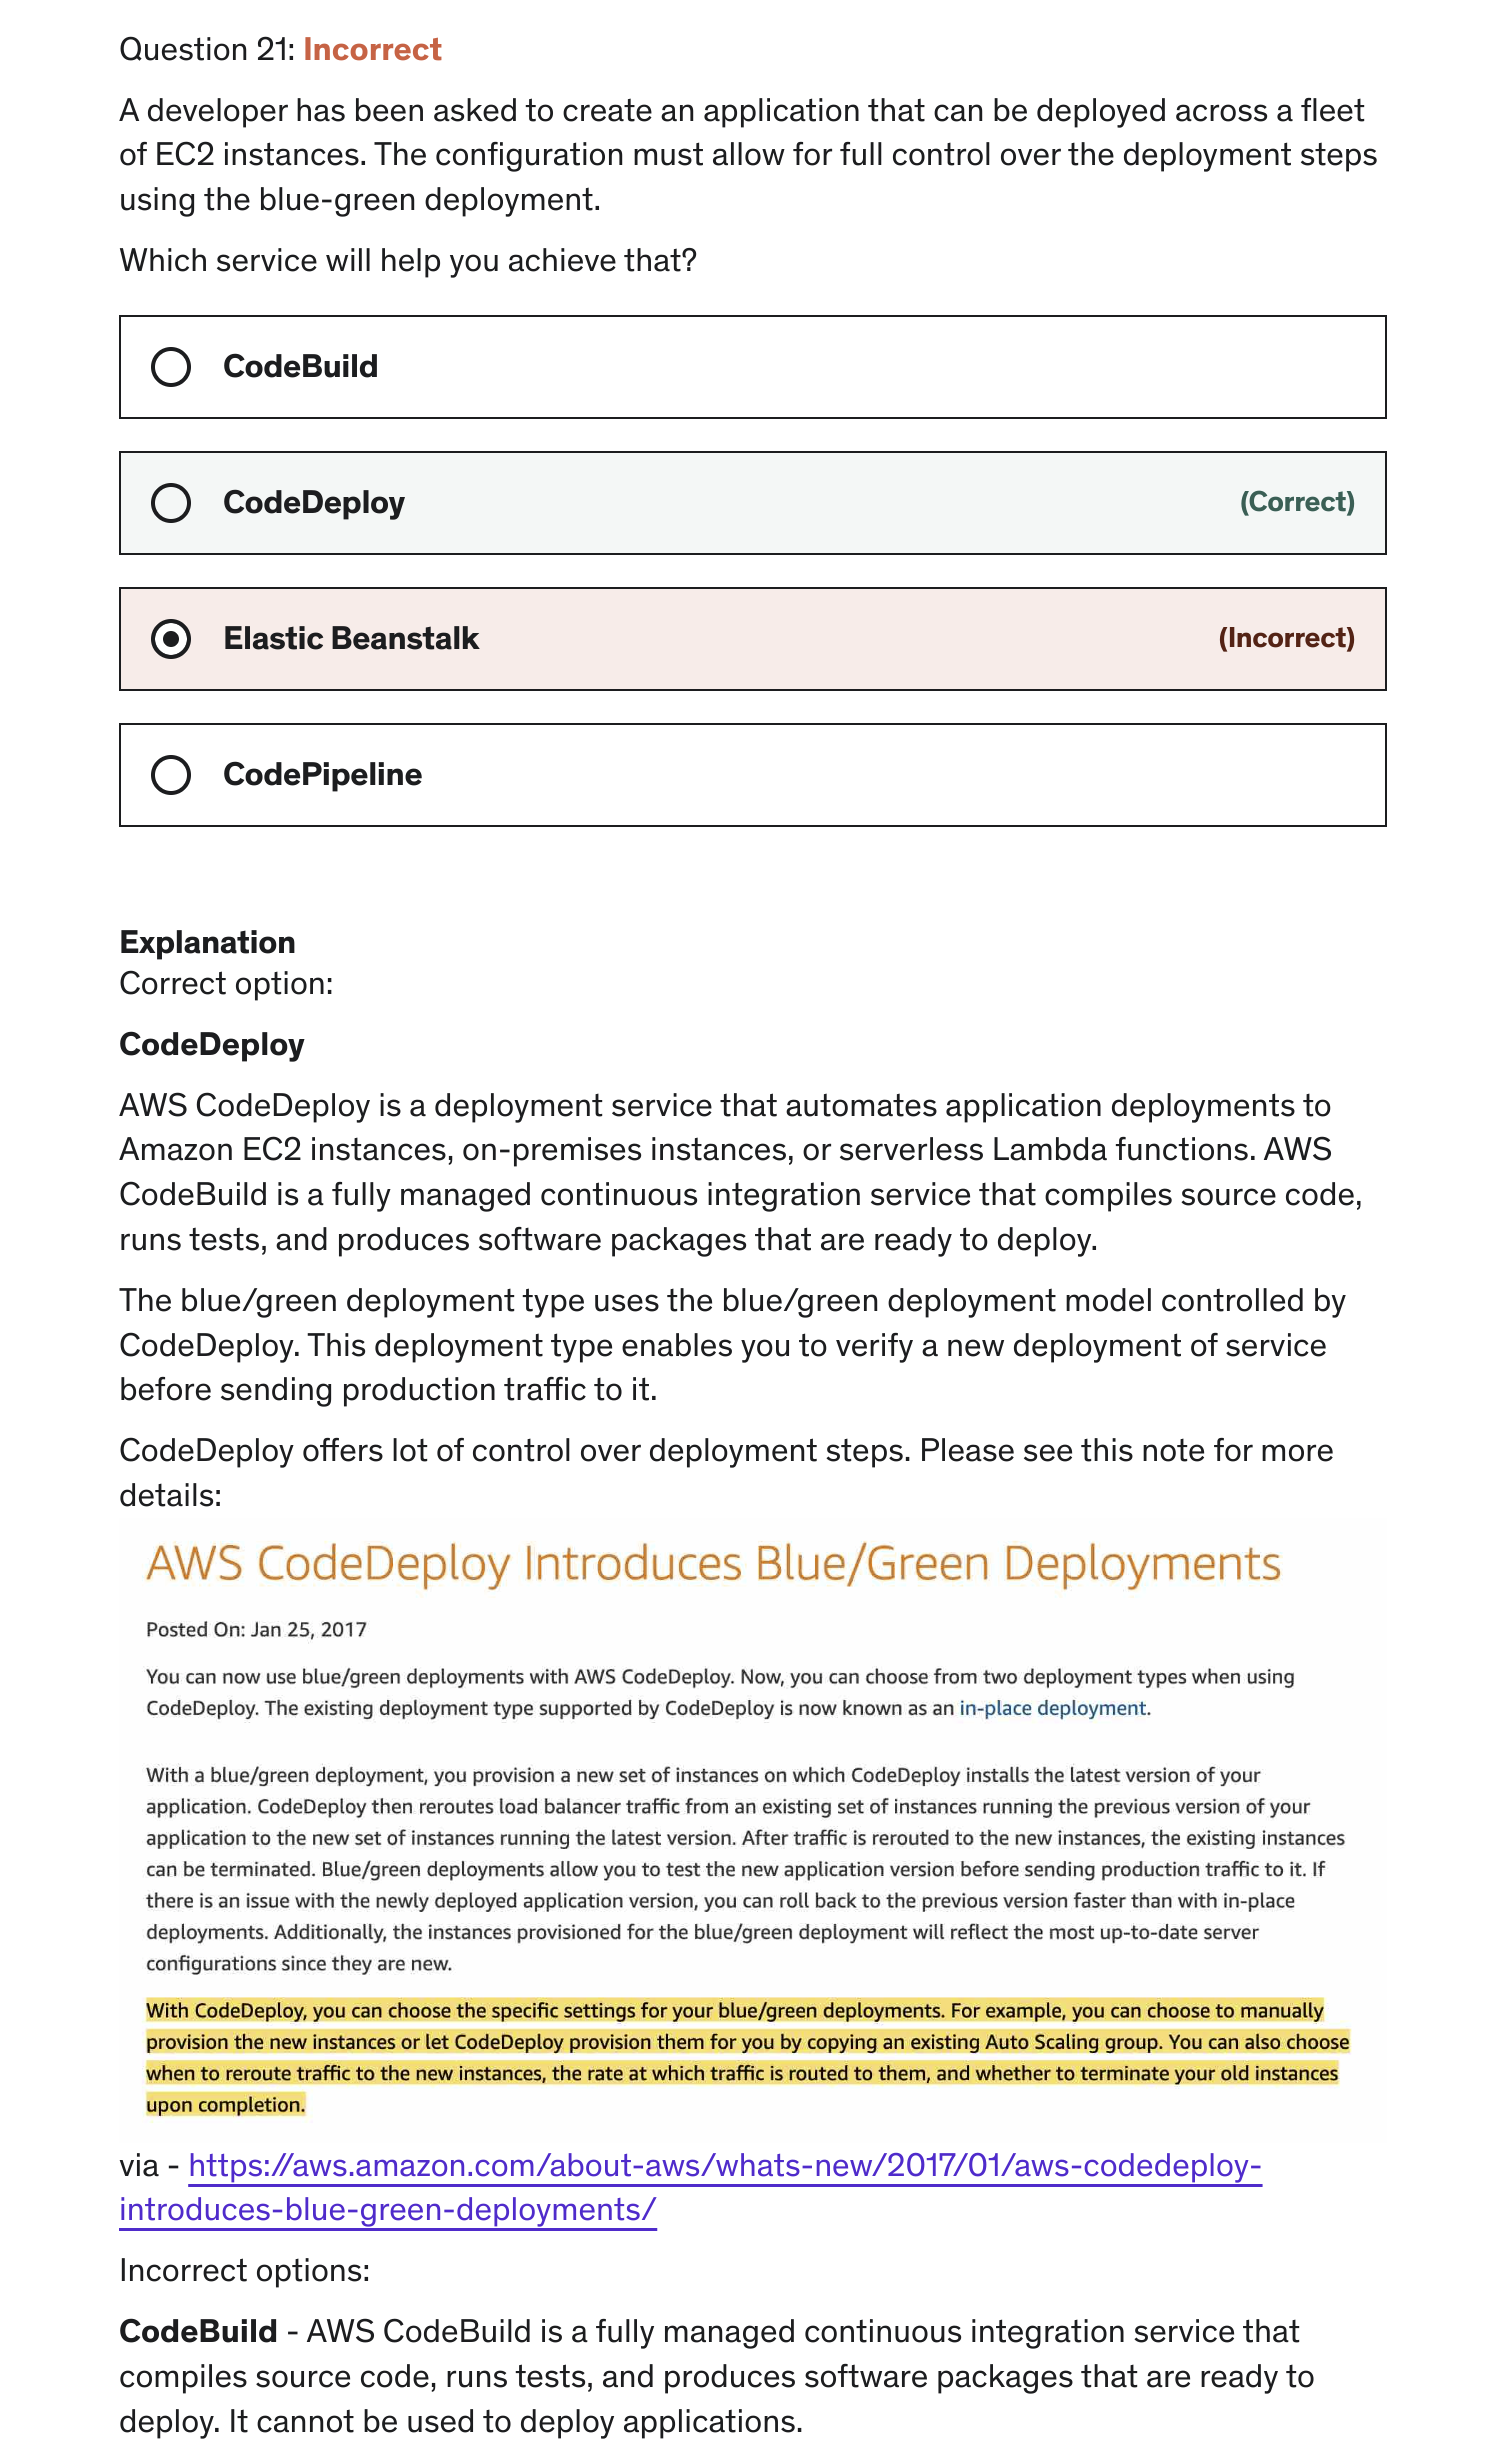 Question 21: Incorrect
A developer has been asked to create an application that can be deployed across a fleet
of EC2 instances. The configuration must allow for full control over the deployment steps
using the blue-green deployment.
Which service will help you achieve that?
CodeBuild
CodeDeploy (Correct)
Elastic Beanstalk (Incorrect)
CodePipeline
Explanation
Correct option:
CodeDeploy
AWS CodeDeploy is a deployment service that automates application deployments to
Amazon EC2 instances, on-premises instances, or serverless Lambda functions. AWS
CodeBuild is a fully managed continuous integration service that compiles source code,
runs tests, and produces software packages that are ready to deploy.
The blue/green deployment type uses the blue/green deployment model controlled by
CodeDeploy. This deployment type enables you to verify a new deployment of service
before sending production traffic to it.
CodeDeploy offers lot of control over deployment steps. Please see this note for more
details:
AWS CodeDeploy Introduces Blue/Green Deployments
Posted On: Jan 25, 2017
You can now use blue/green deployments with AWS CodeDeploy. Now, you can choose from two deployment types when using
CodeDeploy. The existing deployment type supported by CodeDeploy is now known as an in-place deployment.
With a blue/green deployment, you provision a new set of instances on which CodeDeploy installs the latest version of your
application. CodeDeploy then reroutes load balancer traffic from an existing set of instances running the previous version of your
application to the new set of instances running the latest version. After traffic is rerouted to the new instances, the existing instances
can be terminated. Blue/green deployments allow you to test the new application version before sending production traffic to it. If
there is an issue with the newly deployed application version, you can roll back to the previous version faster than with in-place
deployments. Additionally, the instances provisioned for the blue/green deployment will reflect the most up-to-date server
configurations since they are new.
With CodeDeploy, you can choose the specific settings for your blue/green deployments. For example, you can choose to manually
provision the new instances or let CodeDeploy provision them for you by copying an existing Auto Scaling group. You can also choose
when to reroute traffic to the new instances, the rate at which traffic is routed to them, and whether to terminate your old instances
upon completion.
via - https://aws.amazon.com/about-aws/whats-new/2017/01/aws-codedeploy-
introduces-blue-green-deployments/
Incorrect options:
CodeBuild - AWS CodeBuild is a fully managed continuous integration service that
compiles source code, runs tests, and produces software packages that are ready to
deploy. It cannot be used to deploy applications.